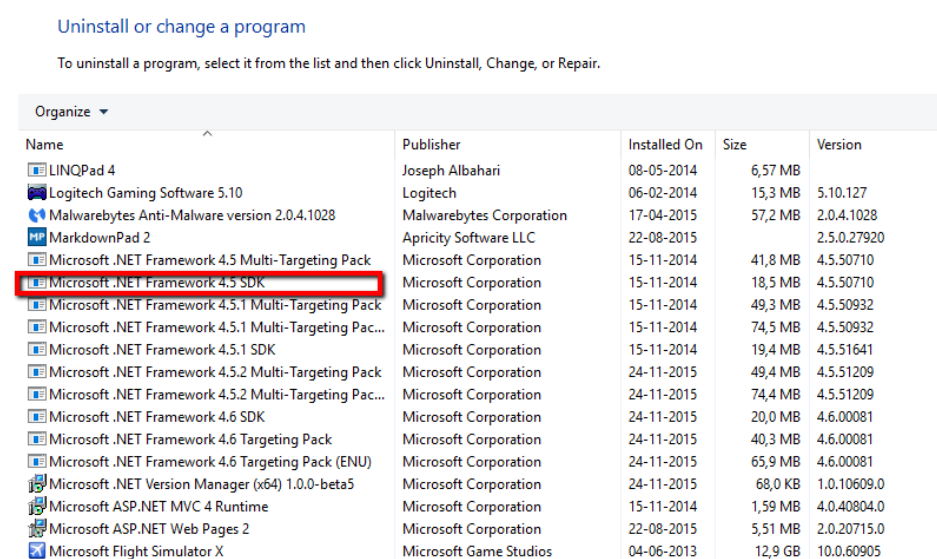 Uninstall or change a program
To uninstall a program, select it from the list and then click Uninstall, Change, or Repair.
Organize
Name Publisher Installed On Size Version
LINQPad 4 Joseph Albahari 08-05-2014 6,57 MB
Logitech Gaming Software 5.10 Logitech 06-02-2014 15,3 MB 5.10.127
Malwarebytes Anti-Malware version 2.0.4.1028 Malwarebytes Corporation 17-04-2015 57,2 MB 2.0.4.1028
MP MarkdownPad 2 Apricity Software LLC 22-08-2015 2.5.0.27920
Microsoft .NET Framework 4.5 Multi-Targeting Pack Microsoft Corporation 15-11-2014 41,8 MB 4.5.50710
Microsoft .NET Framework 4.5 SDK Microsoft Corporation 15-11-2014 18,5 MB 4.5.50710
Microsoft .NET Framework 4.5.1 Multi-Targeting Pack Microsoft Corporation 15-11-2014 49,3 MB 4.5.50932
Microsoft .NET Framework 4.5.1 Multi-Targeting Pac... Microsoft Corporation 15-11-2014 74,5 MB 4.5.50932
Microsoft .NET Framework 4.5.1 SDK Microsoft Corporation 15-11-2014 19,4 MB 4.5.51641
Microsoft .NET Framework 4.5.2 Multi-Targeting Pack Microsoft Corporation 24-11-2015 49,4 MB 4.5.51209
Microsoft .NET Framework 4.5.2 Multi-Targeting Pac... Microsoft Corporation 24-11-2015 74,4 MB 4.5.51209
Microsoft .NET Framework 4.6 SDK Microsoft Corporation 24-11-2015 20,0 MB 4.6.00081
Microsoft .NET Framework 4.6 Targeting Pack Microsoft Corporation 24-11-2015 40,3 MB 4.6.00081
Microsoft .NET Framework 4.6 Targeting Pack (ENU) Microsoft Corporation 24-11-2015 65,9 MB 4.6.00081
Microsoft .NET Version Manager (x64) 1.0.0-beta5 Microsoft Corporation 24-11-2015 68,0 KB 1.0.10609.0
Microsoft ASP.NET MVC 4 Runtime Microsoft Corporation 15-11-2014 1,59 MB 4.0.40804.0
Microsoft ASP.NET Web Pages 2 Microsoft Corporation 22-08-2015 5,51 MB 2.0.20715.0
Microsoft Flight Simulator X Microsoft Game Studios 04-06-2013 12,9 GB 10.0.60905